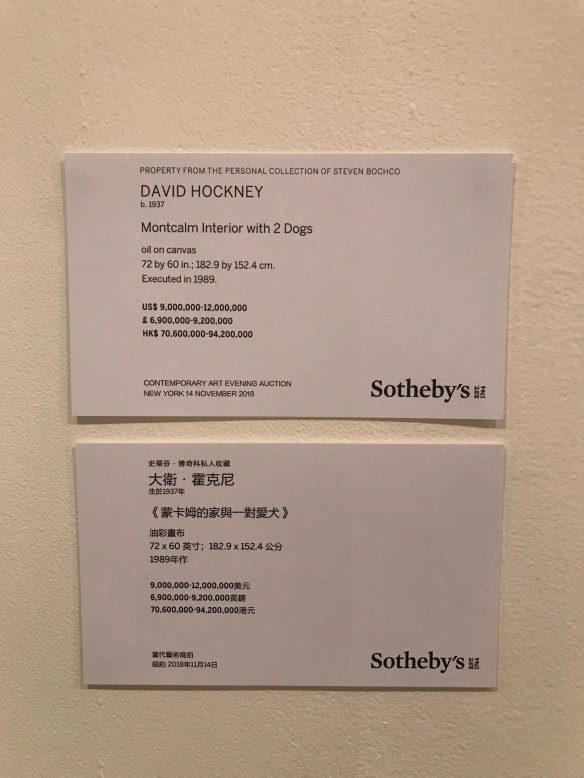 PROPERTY FROM THE PERSONAL COLLECTION OF STEVEN BOCHCO
DAVID HOCKNEY
b. 1937
Montcalm Interior with 2 Dogs
oil on canvas
72 by 60 in.; 182.9 by 152.4 cm.
Executed in 1989.
US$ 9,000,000-12,000,000
£ 6,900,000-9,200,000
HK$ 70,600,000-94,200,000
CONTEMPORARY ART EVENING AUCTION
NEW YORK 14 NOVEMBER 2018
Sotheby's EST. 1744
史蒂芬·博奇科私人收藏
大衛·霍克尼
生於1937年
《蒙卡姆的家與一對愛犬》
油彩畫布
72 x 60 英寸；182.9 x 152.4 公分
1989年作
9,000,000-12,000,000美元
6,900,000-9,200,000英鎊
70,600,000-94,200,000港元
當代藝術晚拍
紐約 2018年11月14日
Sotheby's EST. 1744